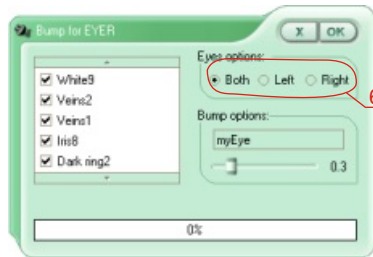 Bump for EYER
X OK
Eyes options:
Both Left Right
6
White9
Veins2
Veins1
Iris8
Dark ring2
Bump options:
myEye
0.3
0%